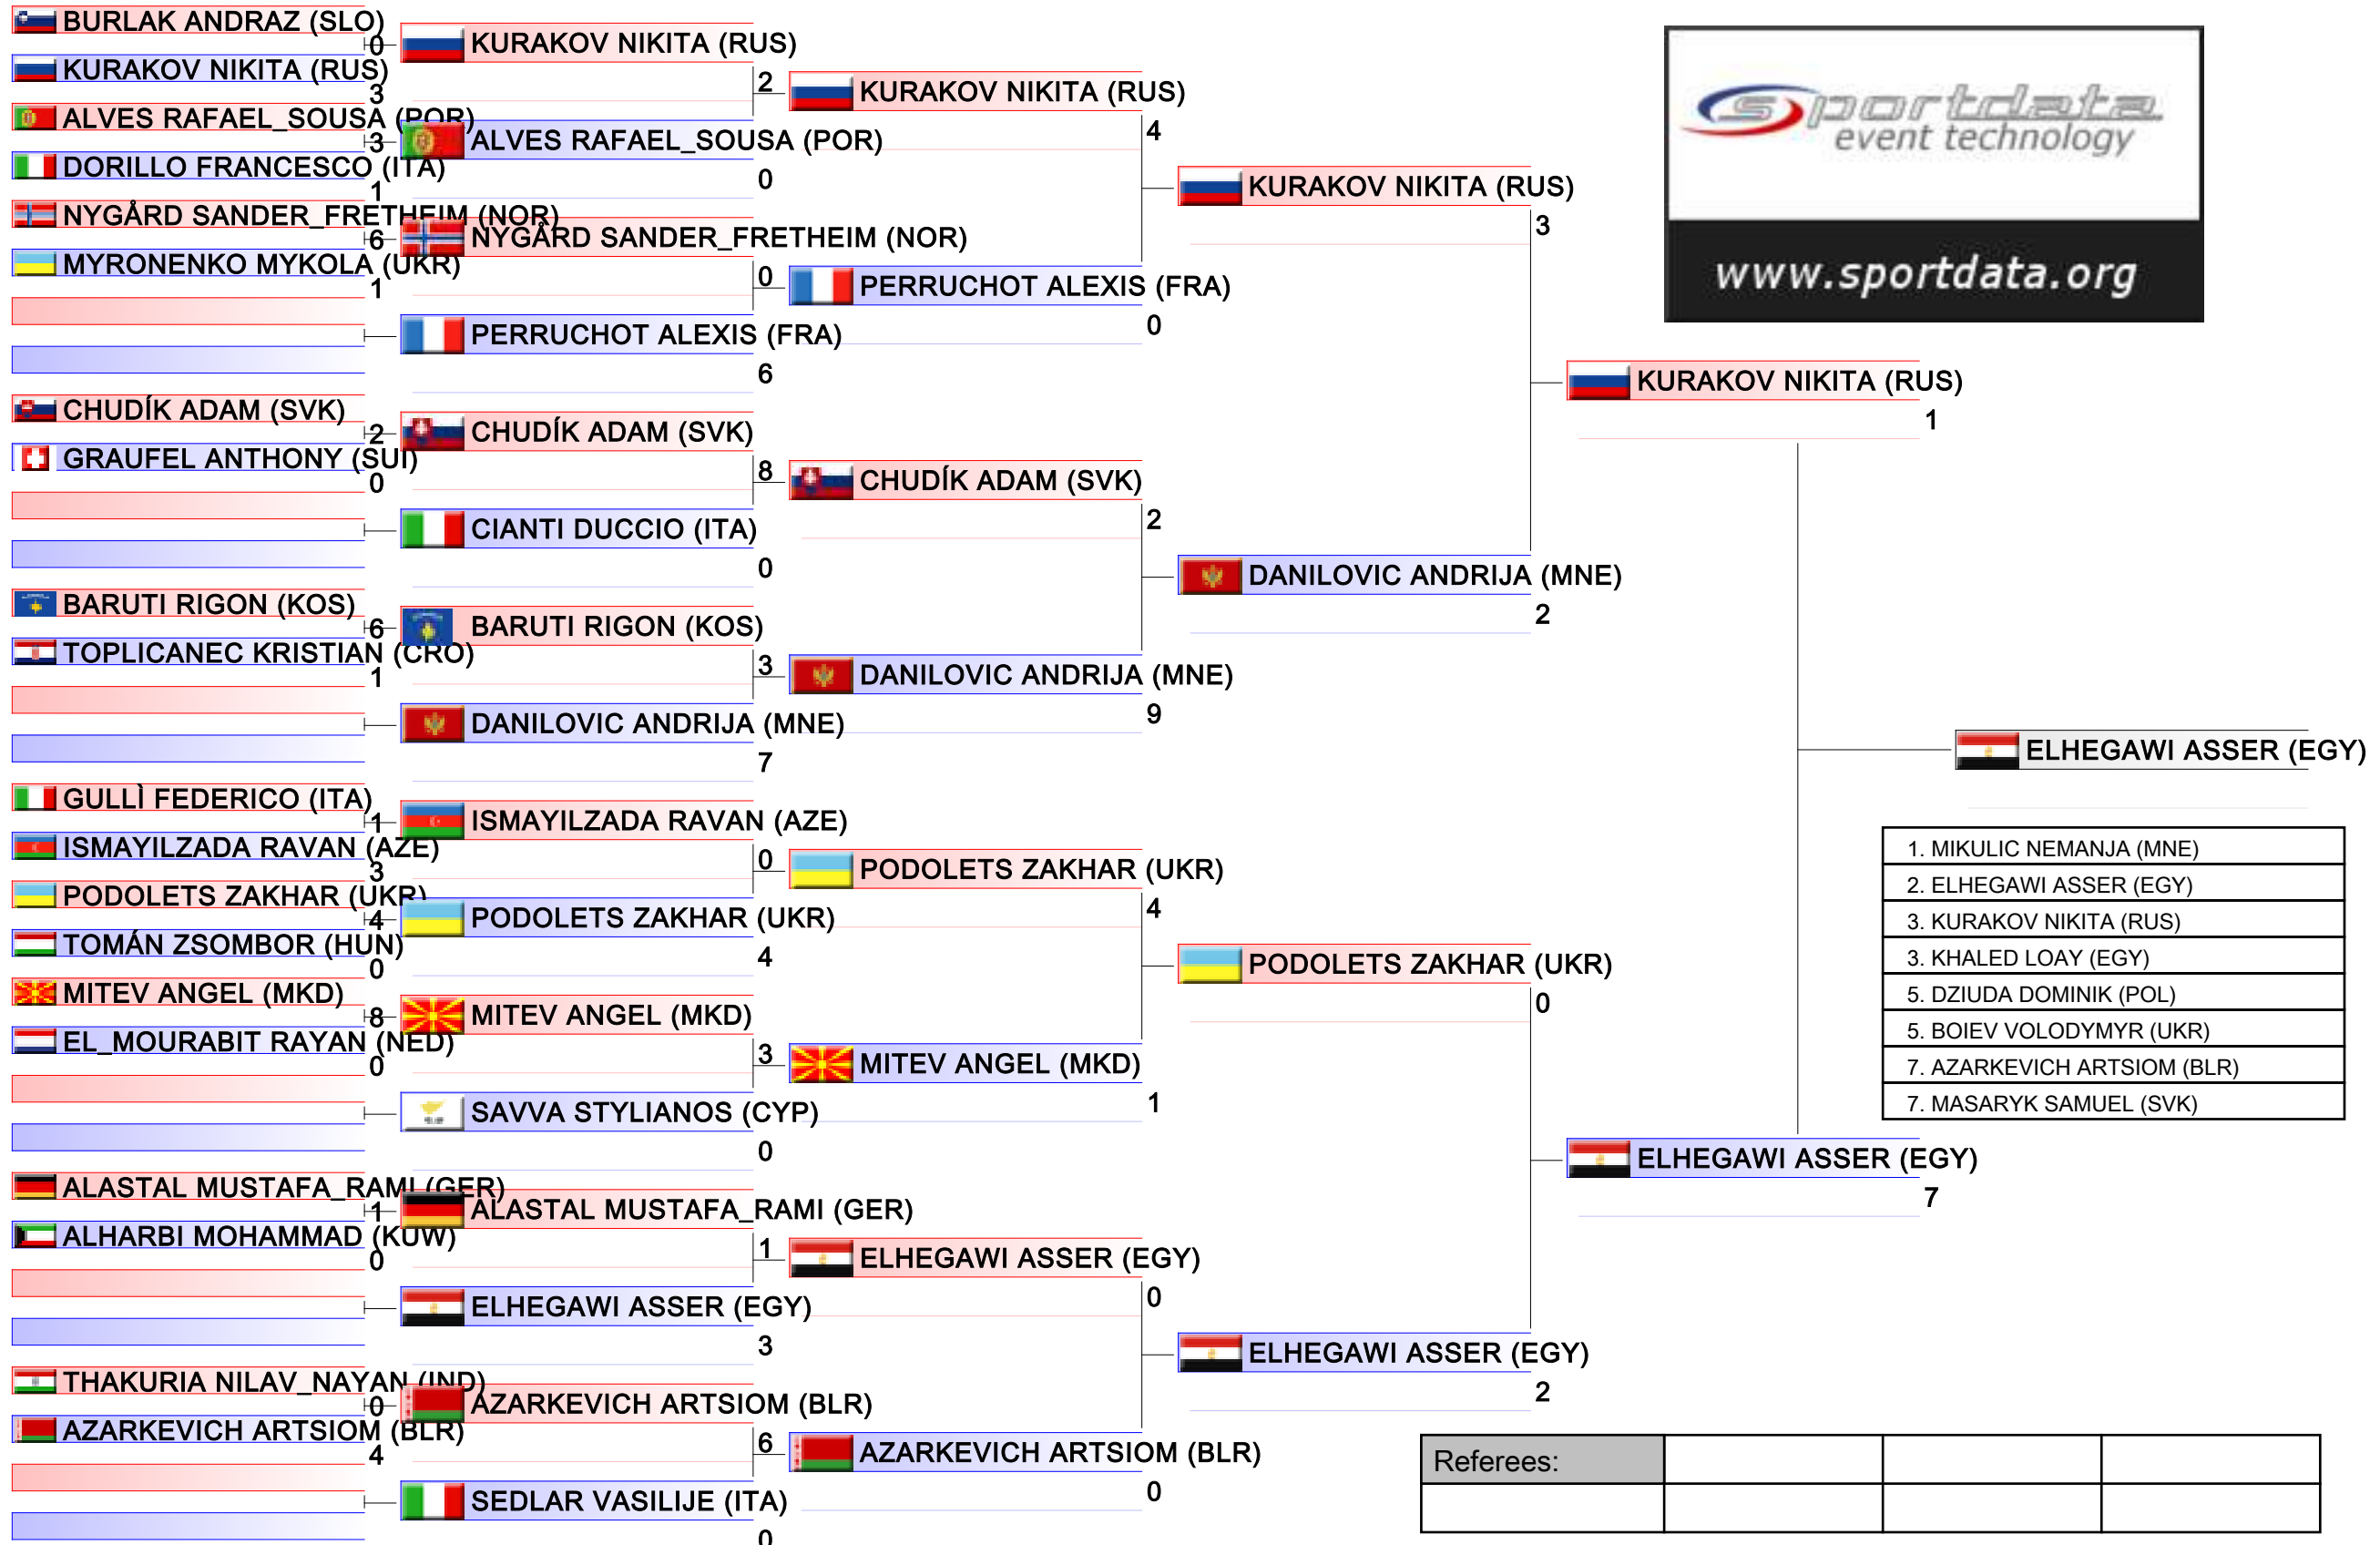 BURLAK ANDRAZ (SLO)
0
KURAKOV NIKITA (RUS)
3
ALVES RAFAEL_SOUSA (POR)
3
DORILLO FRANCESCO (ITA)
1
NYGÅRD SANDER_FRETHEIM (NOR)
6
MYRONENKO MYKOLA (UKR)
1
CHUDÍK ADAM (SVK)
2
GRAUFEL ANTHONY (SUI)
0
BARUTI RIGON (KOS)
6
TOPLICANEC KRISTIAN (CRO)
1
GULLÌ FEDERICO (ITA)
1
ISMAYILZADA RAVAN (AZE)
3
PODOLETS ZAKHAR (UKR)
4
TOMÁN ZSOMBOR (HUN)
0
MITEV ANGEL (MKD)
8
EL_MOURABIT RAYAN (NED)
0
ALASTAL MUSTAFA_RAMI (GER)
1
ALHARBI MOHAMMAD (KUW)
0
THAKURIA NILAV_NAYAN (IND)
0
AZARKEVICH ARTSIOM (BLR)
4
KURAKOV NIKITA (RUS)
2
ALVES RAFAEL_SOUSA (POR)
0
NYGÅRD SANDER_FRETHEIM (NOR)
0
PERRUCHOT ALEXIS (FRA)
6
CHUDÍK ADAM (SVK)
8
CIANTI DUCCIO (ITA)
0
BARUTI RIGON (KOS)
3
DANILOVIC ANDRIJA (MNE)
7
ISMAYILZADA RAVAN (AZE)
0
PODOLETS ZAKHAR (UKR)
4
MITEV ANGEL (MKD)
3
SAVVA STYLIANOS (CYP)
0
ALASTAL MUSTAFA_RAMI (GER)
1
ELHEGAWI ASSER (EGY)
3
AZARKEVICH ARTSIOM (BLR)
6
SEDLAR VASILIJE (ITA)
0
KURAKOV NIKITA (RUS)
4
PERRUCHOT ALEXIS (FRA)
0
CHUDÍK ADAM (SVK)
2
DANILOVIC ANDRIJA (MNE)
9
PODOLETS ZAKHAR (UKR)
4
MITEV ANGEL (MKD)
1
ELHEGAWI ASSER (EGY)
0
AZARKEVICH ARTSIOM (BLR)
0
KURAKOV NIKITA (RUS)
3
DANILOVIC ANDRIJA (MNE)
2
PODOLETS ZAKHAR (UKR)
0
ELHEGAWI ASSER (EGY)
2
KURAKOV NIKITA (RUS)
1
ELHEGAWI ASSER (EGY)
7
ELHEGAWI ASSER (EGY)
sportdata
event technology
www.sportdata.org
1. MIKULIC NEMANJA (MNE)
2. ELHEGAWI ASSER (EGY)
3. KURAKOV NIKITA (RUS)
3. KHALED LOAY (EGY)
5. DZIUDA DOMINIK (POL)
5. BOIEV VOLODYMYR (UKR)
7. AZARKEVICH ARTSIOM (BLR)
7. MASARYK SAMUEL (SVK)
Referees: